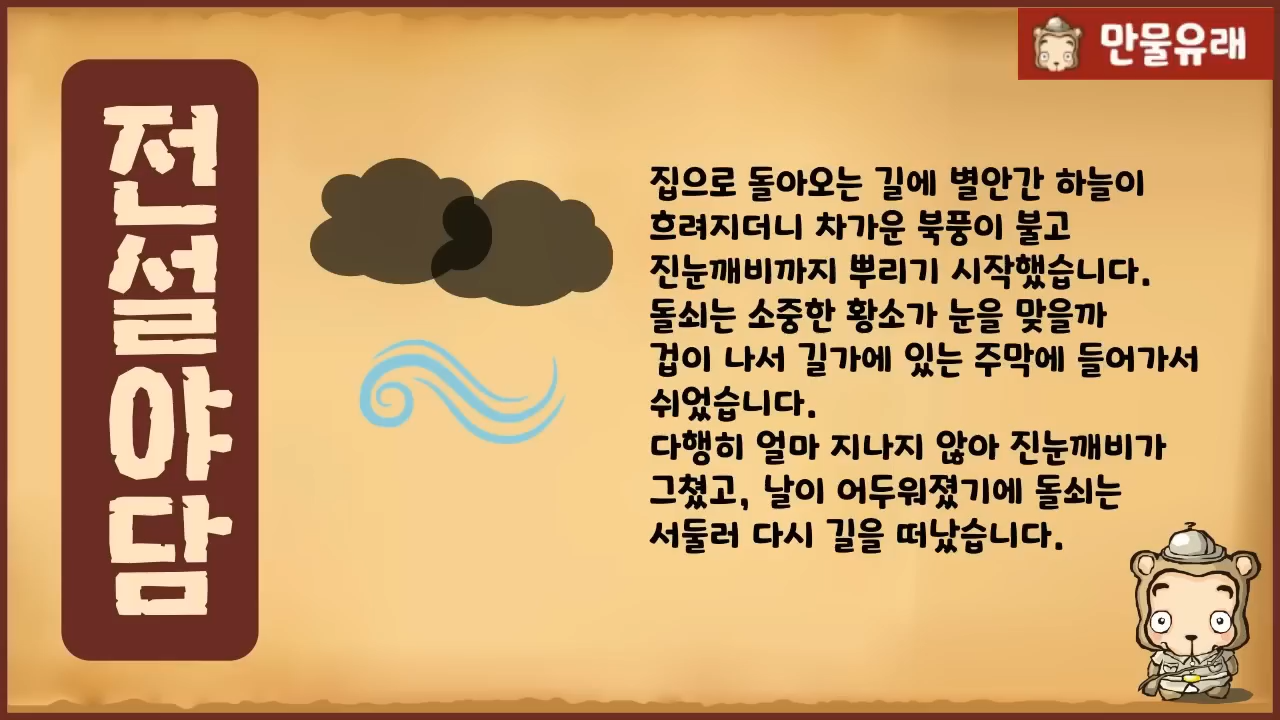 만물유래
전설야담
집으로 돌아오는 길에 별안간 하늘이
흐려지더니 차가운 북풍이 불고
진눈깨비까지 뿌리기 시작했습니다.
돌쇠는 소중한 황소가 눈을 맞을까
겁이 나서 길가에 있는 주막에 들어가서
쉬었습니다.
다행히 얼마 지나지 않아 진눈깨비가
그쳤고, 날이 어두워졌기에 돌쇠는
서둘러 다시 길을 떠났습니다.